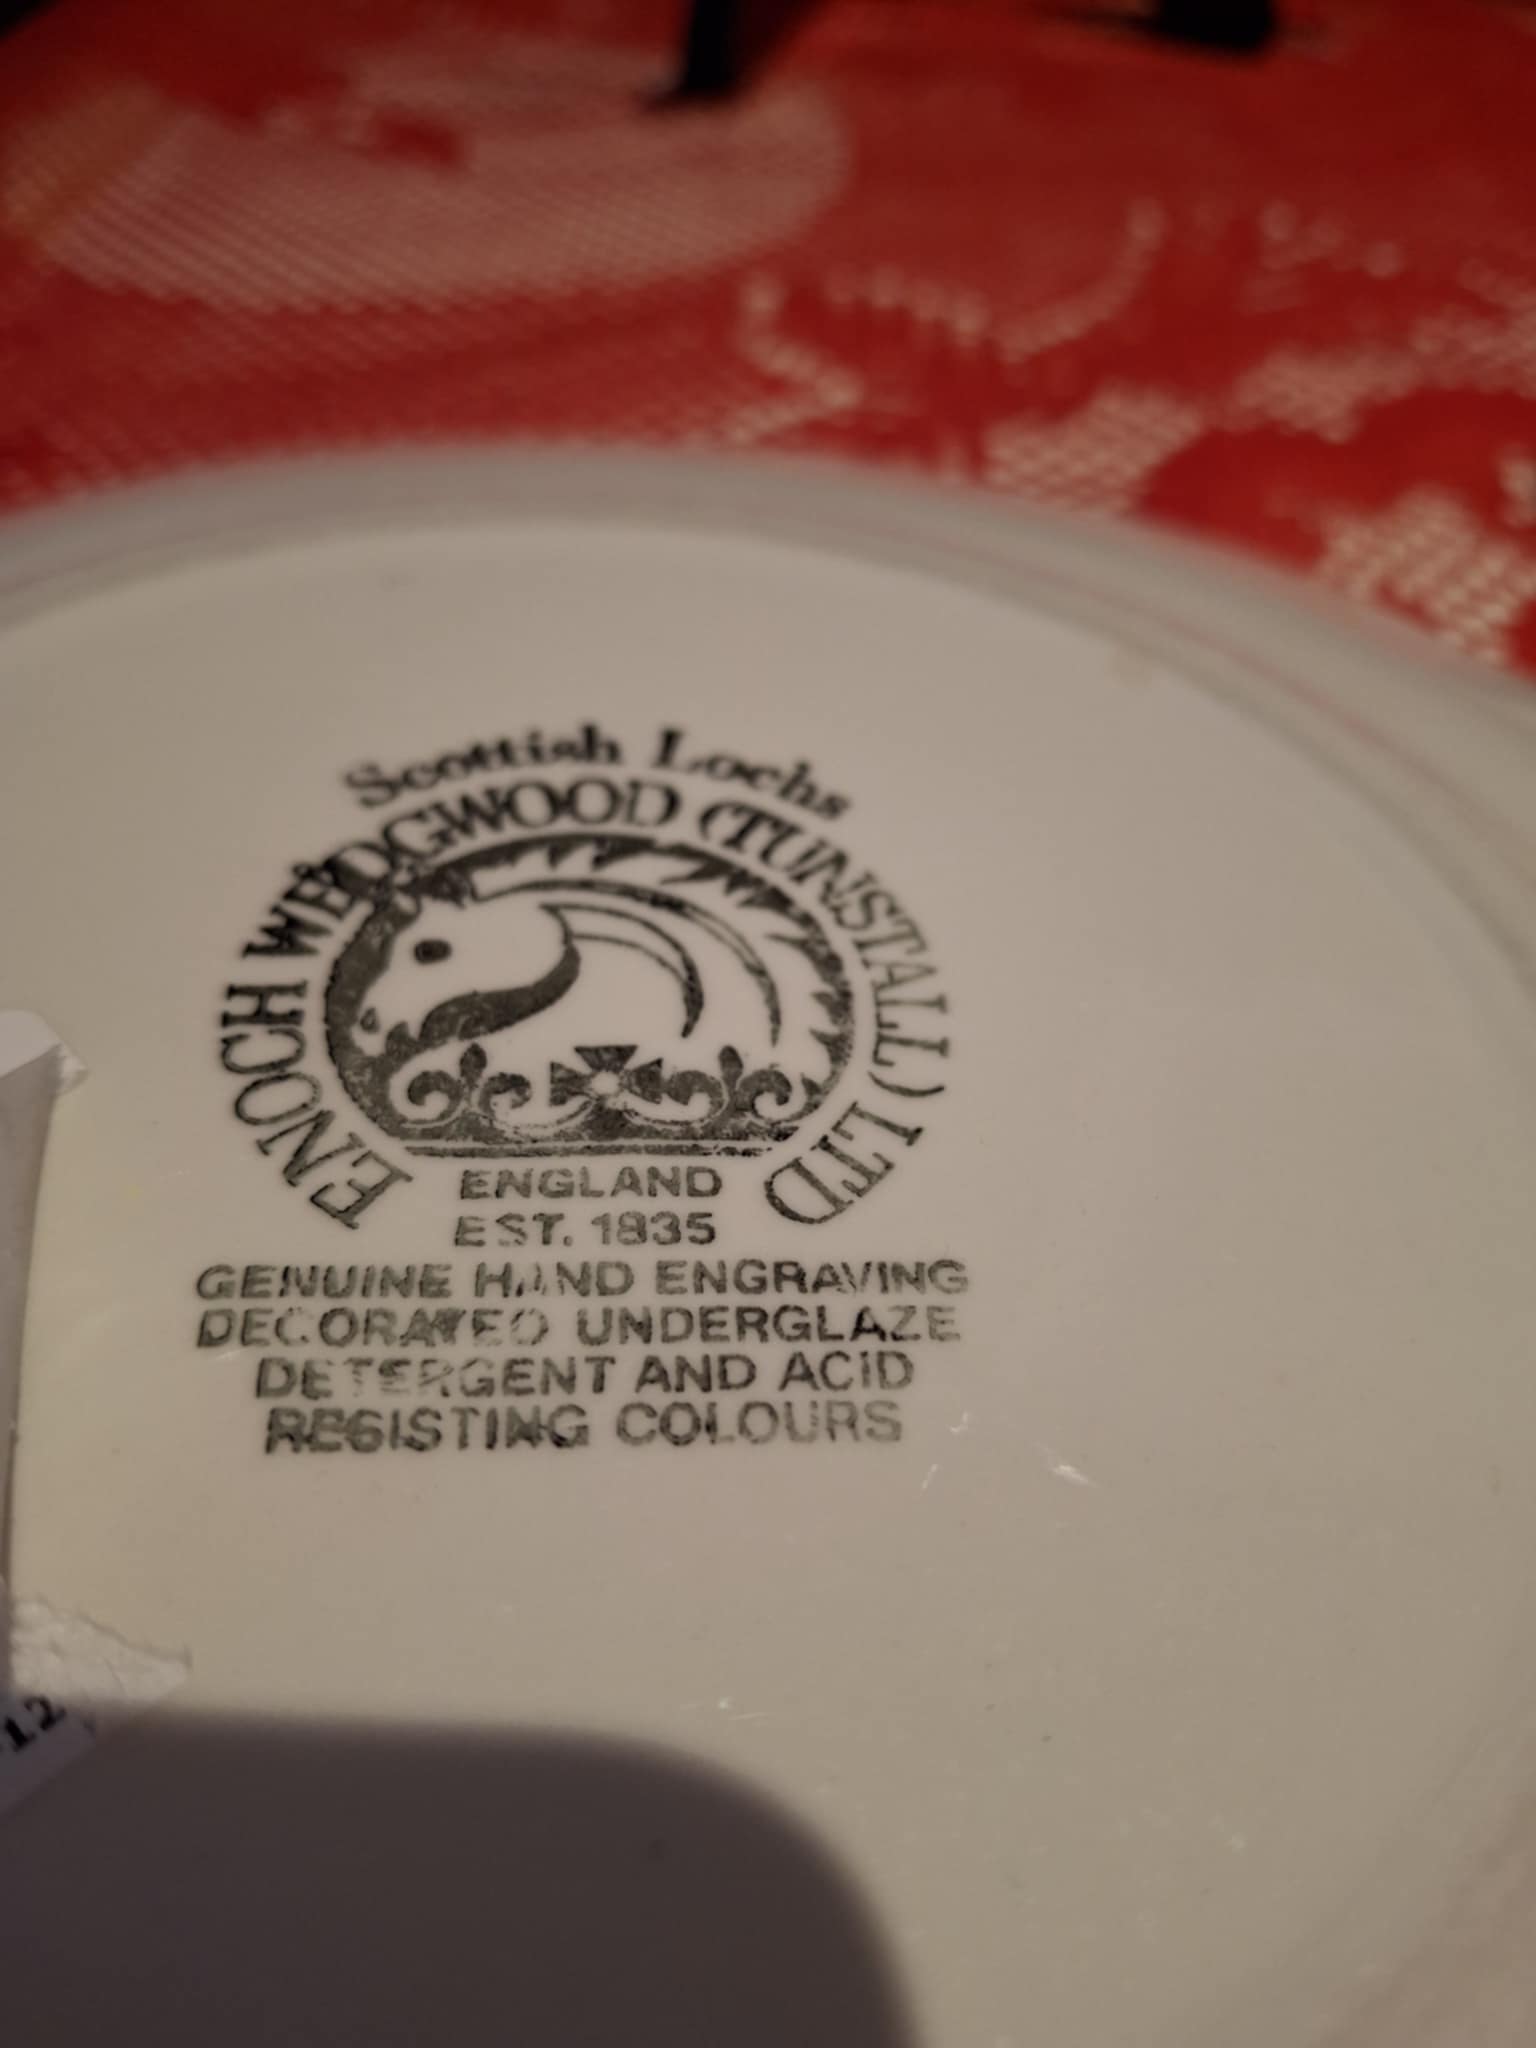 Scottish Lochs
ENOCH WEDGWOOD (TUNSTALL) LTD
ENGLAND
EST. 1835
GENUINE HAND ENGRAVING
DECORATED UNDERGLAZE
DETERGENT AND ACID
RESISTING COLOURS
12